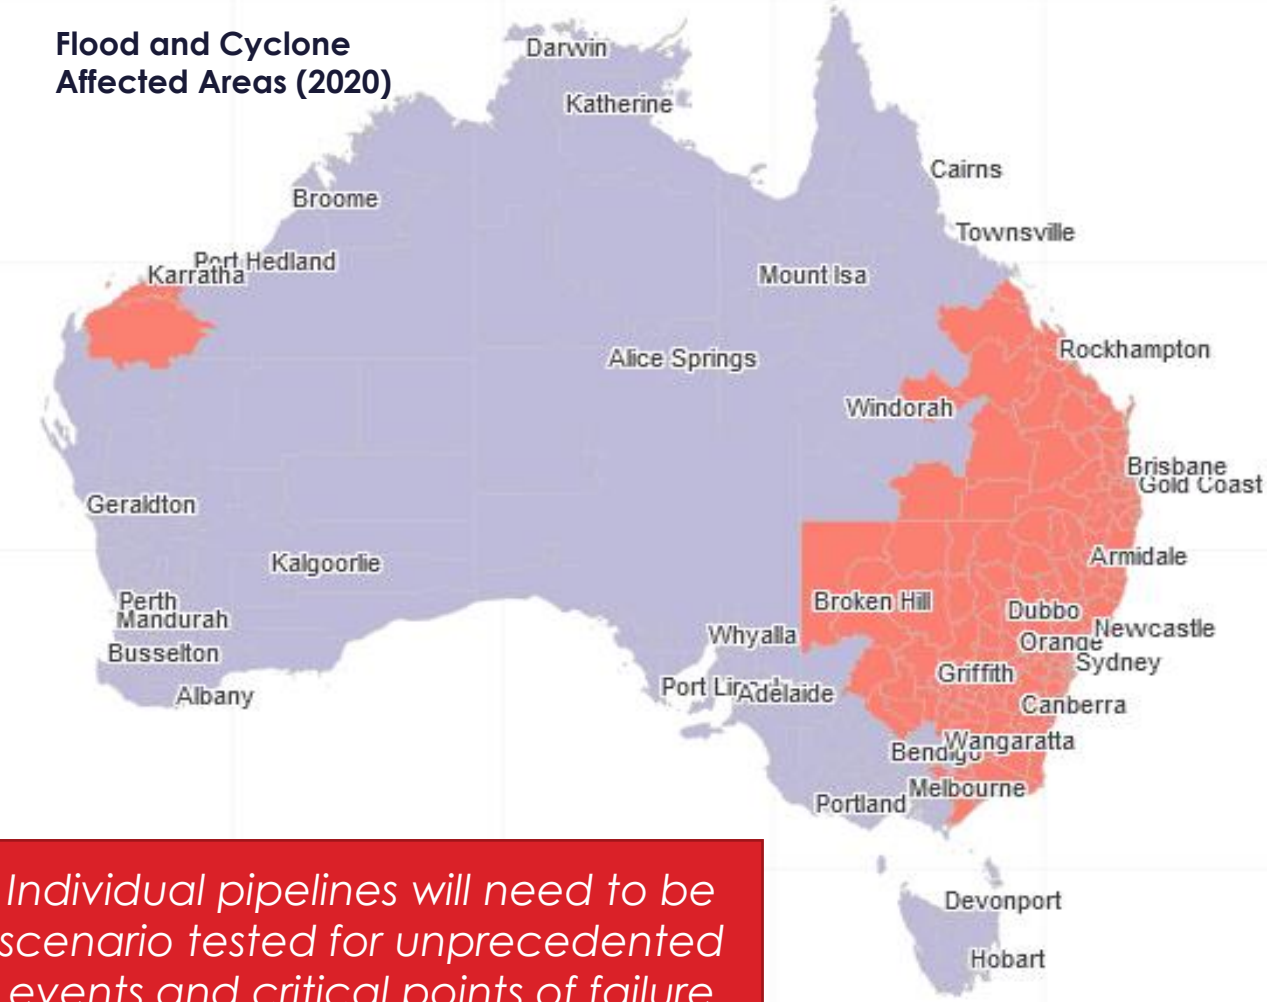 Flood and Cyclone
Affected Areas (2020)
Darwin
Katherine
Cairns
Broome
Townsville
Port Hedland
Karratha
Mount Isa
Rockhampton
Alice Springs
Windorah
Brisbane
Gold Coast
Geraldton
Armidale
Kalgoorlie
Perth
Mandurah
Broken Hill
Dubbo
Newcastle
Whyalla
Orange
Busselton
Sydney
Griffith
Port Lincoln
Adelaide
Albany
Canberra
Wangaratta
Bendigo
Melbourne
Portland
Individual pipelines will need to be
scenario tested for unprecedented
events and critical points of failure
Devonport
Hobart